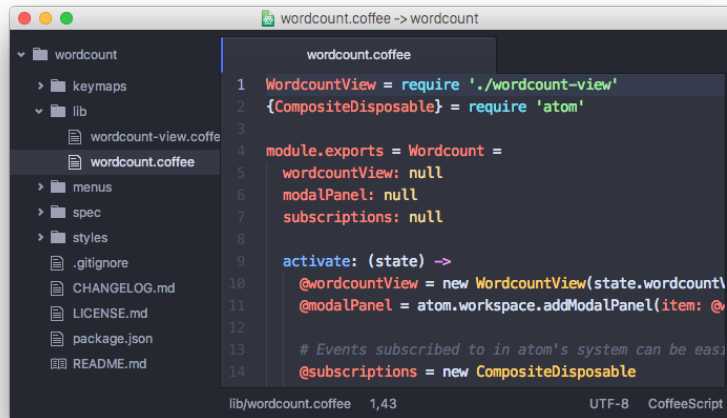 wordcount.coffee -> wordcount
wordcount
keymaps
lib
wordcount-view.coffe
wordcount.coffee
menus
spec
styles
.gitignore
CHANGELOG.md
LICENSE.md
package.json
README.md
wordcount.coffee
1 WordcountView = require './wordcount-view'
2 {CompositeDisposable} = require 'atom'
3
4 module.exports = Wordcount =
5 wordcountView: null
6 modalPanel: null
7 subscriptions: null
8
9 activate: (state) ->
10 @wordcountView = new WordcountView(state.wordcount
11 @modalPanel = atom.workspace.addModalPanel(item: @
12
13 # Events subscribed to in atom's system can be easi
14 @subscriptions = new CompositeDisposable
lib/wordcount.coffee 1,43 UTF-8 CoffeeScript